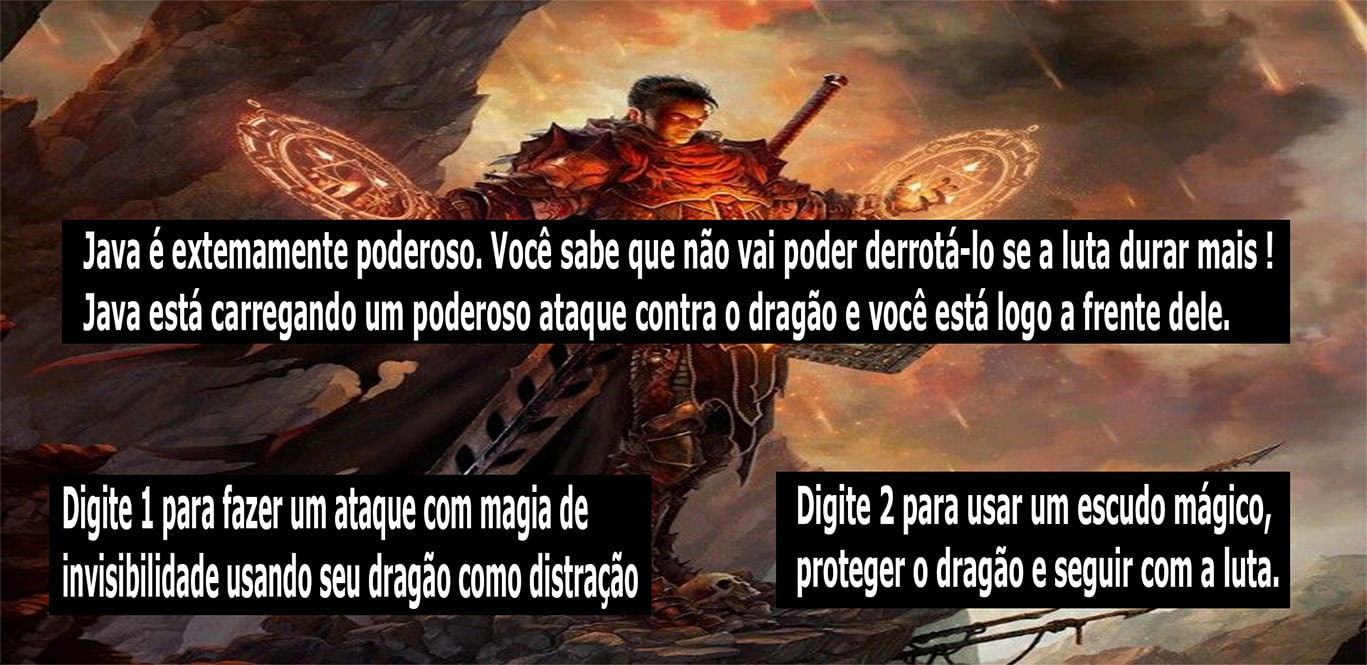 Java é extemamente poderoso. Você sabe que não vai poder derrotá-lo se a luta durar mais !
Java está carregando um poderoso ataque contra o dragão e você está logo a frente dele.
Digite 1 para fazer um ataque com magia de
invisibilidade usando seu dragão como distração
Digite 2 para usar um escudo mágico,
proteger o dragão e seguir com a luta.